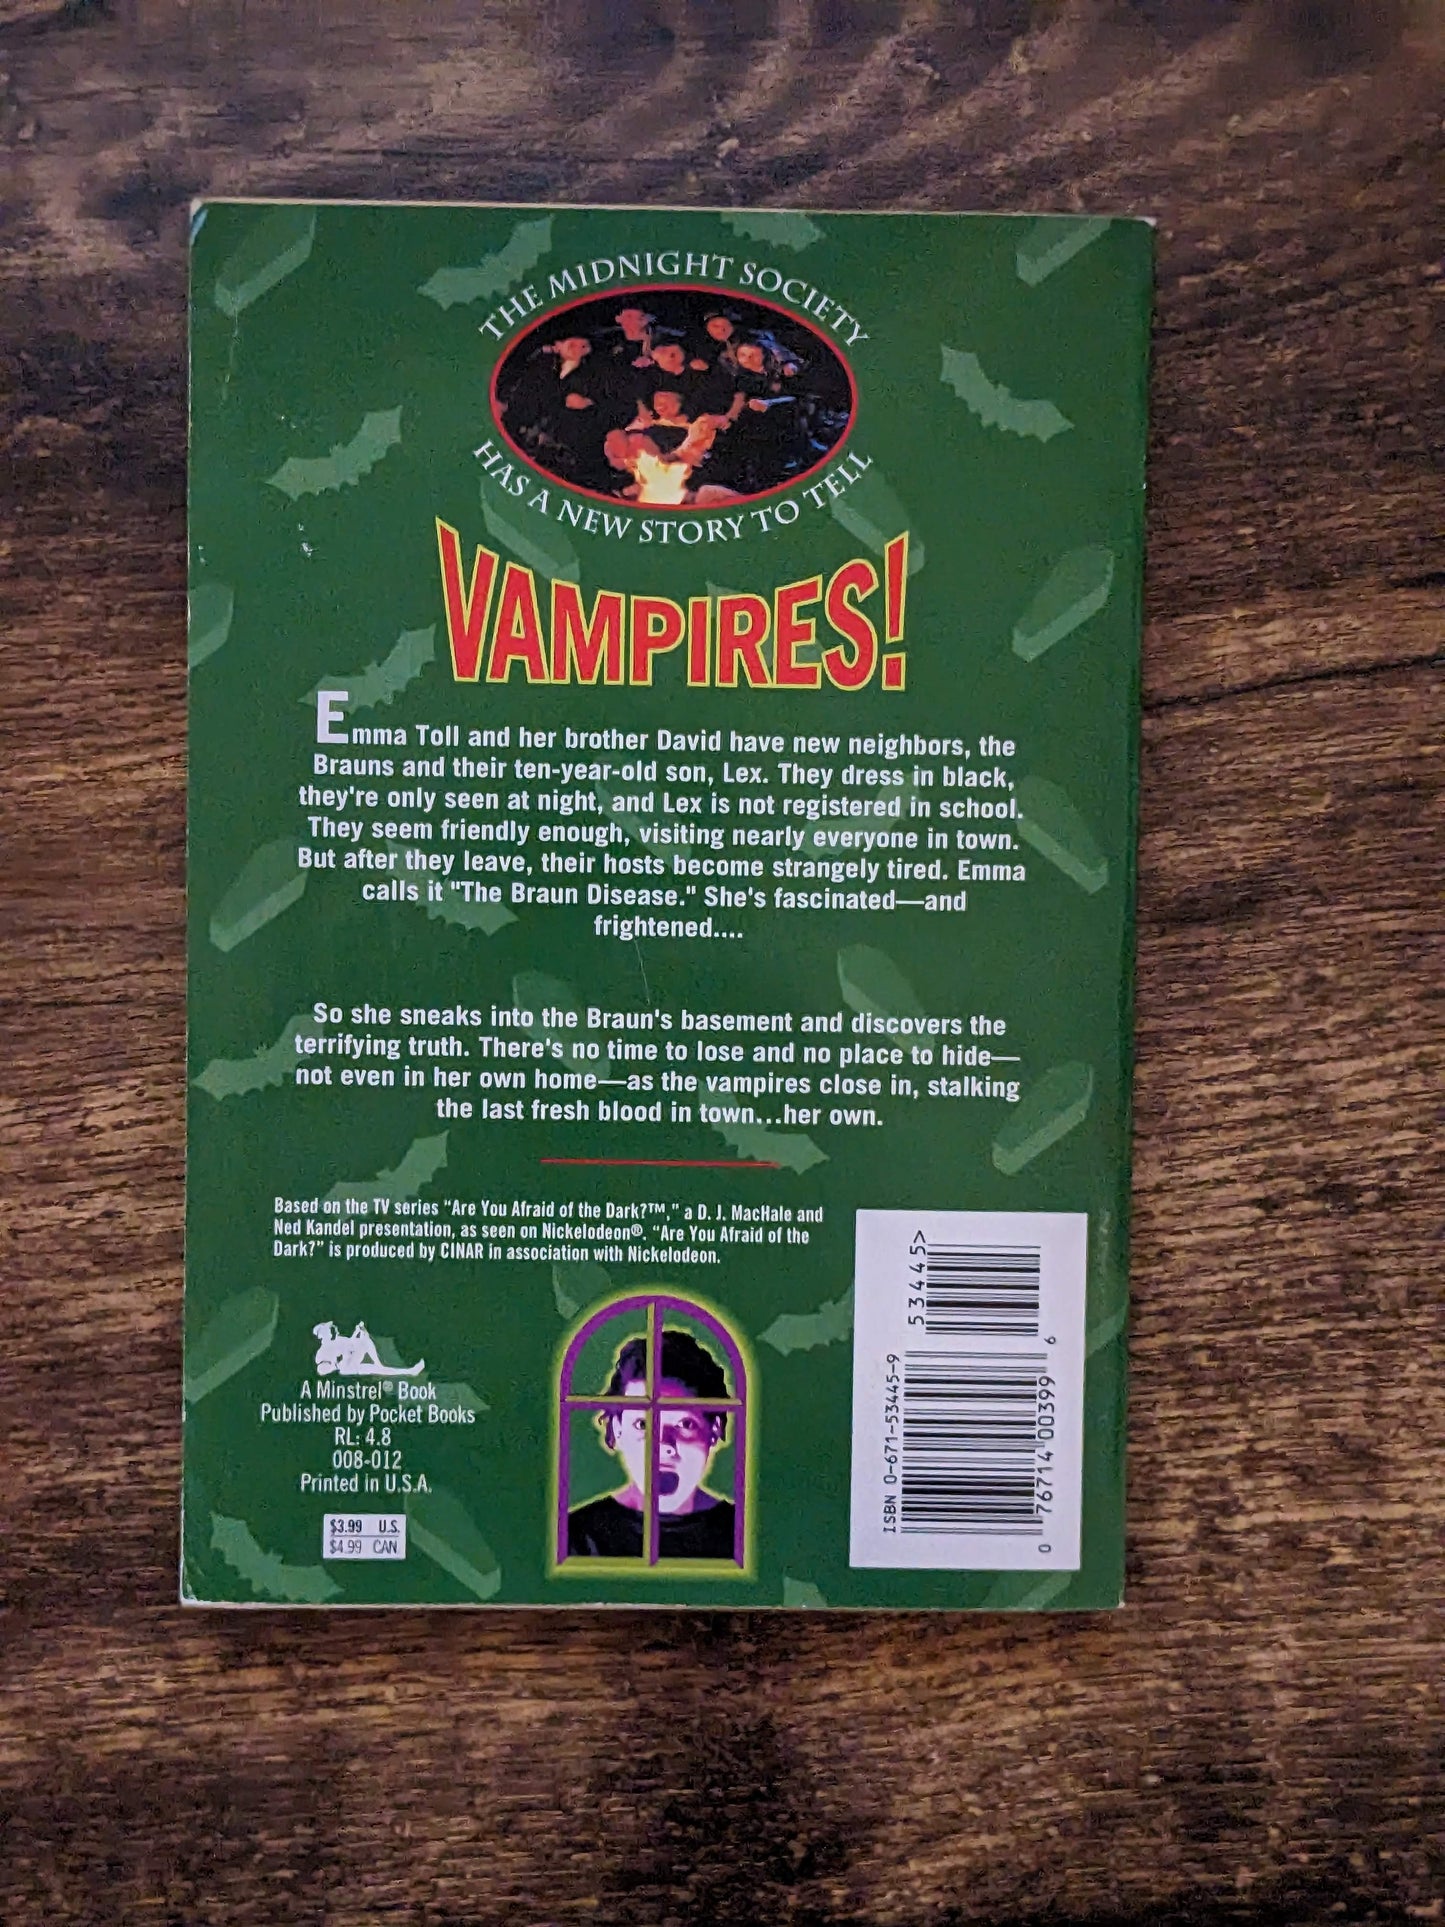 THE MIDNIGHT SOCIETY
HAS A NEW STORY TO TELL
VAMPIRES!
Emma Toll and her brother David have new neighbors, the
Brauns and their ten-year-old son, Lex. They dress in black,
they're only seen at night, and Lex is not registered in school.
They seem friendly enough, visiting nearly everyone in town.
But after they leave, their hosts become strangely tired. Emma
calls it "The Braun Disease." She's fascinated—and
frightened....
So she sneaks into the Braun's basement and discovers the
terrifying truth. There's no time to lose and no place to hide—
not even in her own home—as the vampires close in, stalking
the last fresh blood in town...her own.
Based on the TV series “Are You Afraid of the Dark?™,” a D. J. MacHale and
Ned Kandel presentation, as seen on Nickelodeon®. “Are You Afraid of the
Dark?” is produced by CINAR in association with Nickelodeon.
A Minstrel® Book
Published by Pocket Books
RL: 4.8
008-012
Printed in U.S.A.
$3.99 U.S.
$4.99 CAN
53445>
ISBN 0-671-53445-9
0 76714 00399 6